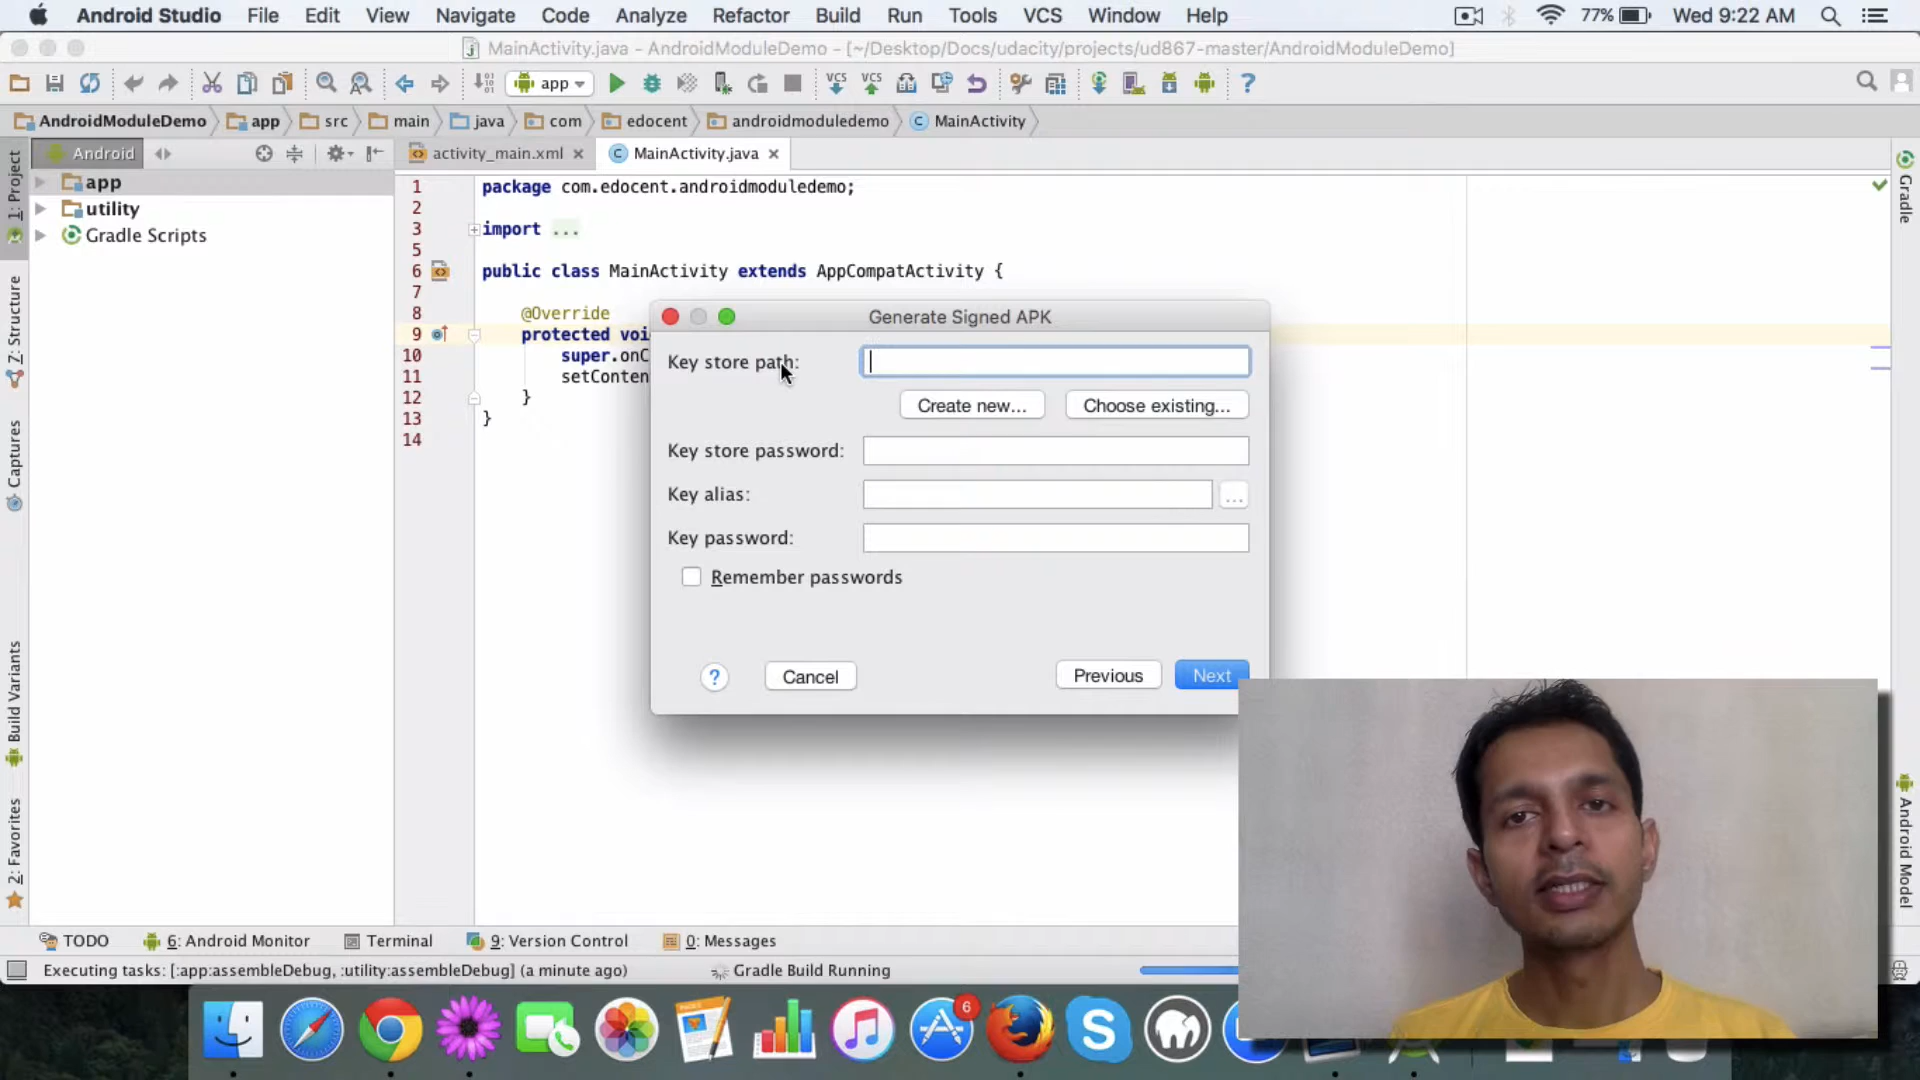 Android Studio File Edit View Navigate Code Analyze Refactor Build Run Tools VCS Window Help 77% Wed 9:22 AM
MainActivity.java - AndroidModuleDemo - [~/Desktop/Docs/udacity/projects/ud867-master/AndroidModuleDemo]
app VCS VCS ?
AndroidModuleDemo app src main java com edocent androidmoduledemo MainActivity
Android activity_main.xml MainActivity.java
1: Project
7: Structure
Captures
Build Variants
2: Favorites
app
utility
Gradle Scripts
1 package com.edocent.androidmoduledemo;
2
3 import ...
5
6 public class MainActivity extends AppCompatActivity {
7
8 @Override
9 protected voi
10 super.onC
11 setConten
12 }
13 }
14
Generate Signed APK
Key store path:
Create new... Choose existing...
Key store password:
Key alias: ...
Key password:
Remember passwords
? Cancel Previous Next
Gradle
Android Model
TODO 6: Android Monitor Terminal 9: Version Control 0: Messages
Executing tasks: [:app:assembleDebug, :utility:assembleDebug] (a minute ago) Gradle Build Running
6